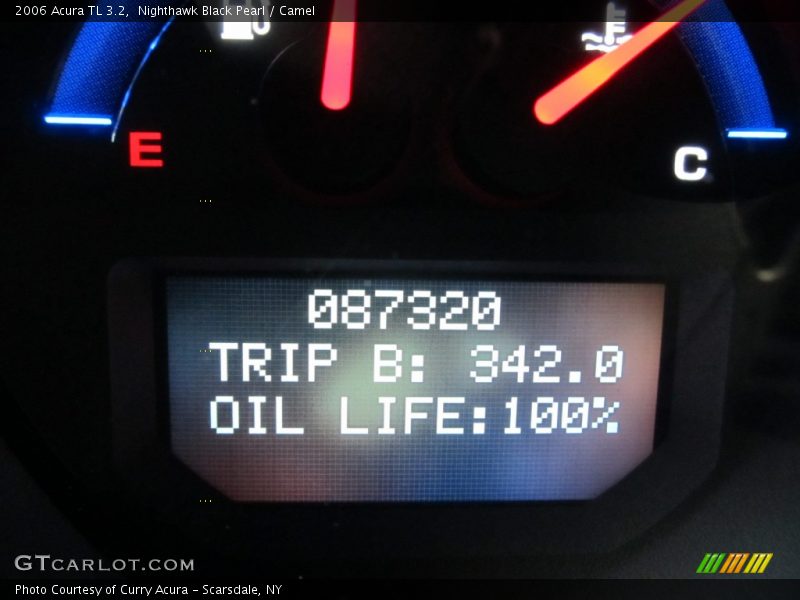 2006 Acura TL 3.2, Nighthawk Black Pearl / Camel
E
C
087320
TRIP B: 342.0
OIL LIFE:100%
GTCARLOT.COM
Photo Courtesy of Curry Acura - Scarsdale, NY